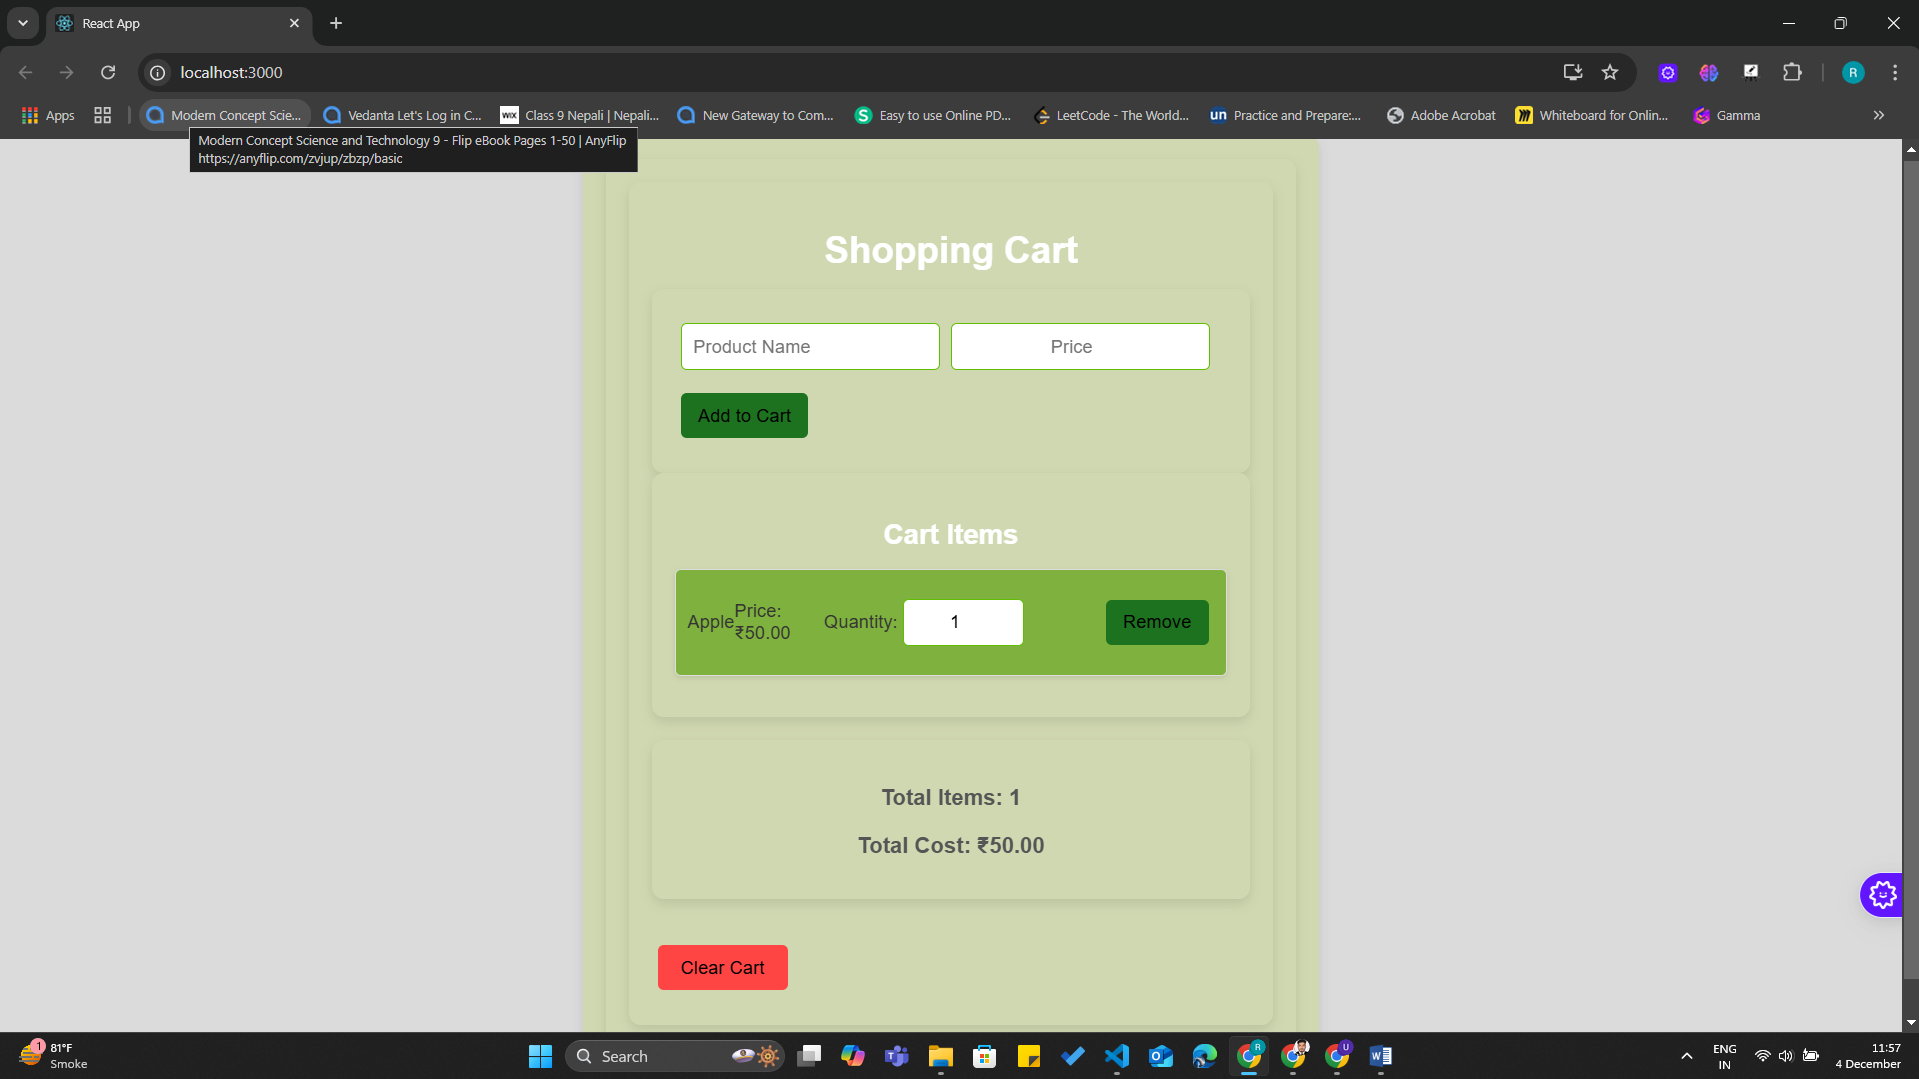 React App
localhost:3000
R
Apps
Modern Concept Scie...
Vedanta Let's Log in C...
WIX
Class 9 Nepali | Nepali...
New Gateway to Com...
S
Easy to use Online PD...
LeetCode - The World...
un
Practice and Prepare:...
Adobe Acrobat
Whiteboard for Onlin...
Gamma
Modern Concept Science and Technology 9 - Flip eBook Pages 1-50 | AnyFlip
https://anyflip.com/zvjup/zbzp/basic
Shopping Cart
Product Name
Price
Add to Cart
Cart Items
Apple
Price:
₹50.00
Quantity:
1
Remove
Total Items: 1
Total Cost: ₹50.00
Clear Cart
1
81°F
Smoke
Search
R
U
ENG
IN
11:57
4 December